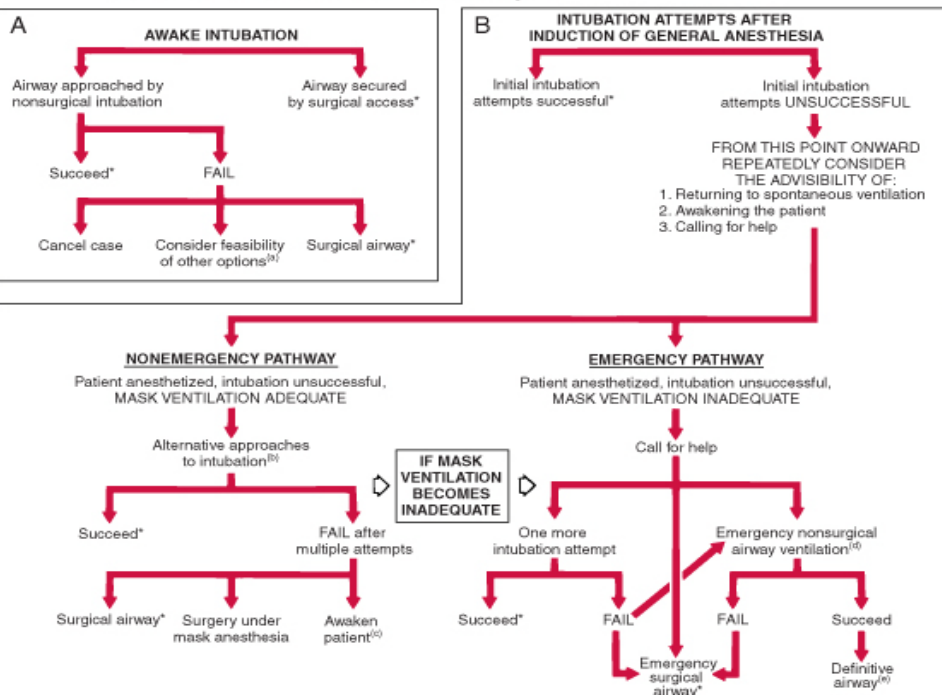 A
AWAKE INTUBATION
Airway approached by
nonsurgical intubation
Airway secured
by surgical access*
Succeed*
FAIL
Cancel case
Consider feasibility
of other options(a)
Surgical airway*
B
INTUBATION ATTEMPTS AFTER
INDUCTION OF GENERAL ANESTHESIA
Initial intubation
attempts successful*
Initial intubation
attempts UNSUCCESSFUL
FROM THIS POINT ONWARD
REPEATEDLY CONSIDER
THE ADVISIBILITY OF:
1. Returning to spontaneous ventilation
2. Awakening the patient
3. Calling for help
NONEMERGENCY PATHWAY
Patient anesthetized, intubation unsuccessful,
MASK VENTILATION ADEQUATE
Alternative approaches
to intubation(b)
Succeed*
FAIL after
multiple attempts
Surgical airway*
Surgery under
mask anesthesia
Awaken
patient(c)
IF MASK
VENTILATION
BECOMES
INADEQUATE
EMERGENCY PATHWAY
Patient anesthetized, intubation unsuccessful,
MASK VENTILATION INADEQUATE
Call for help
One more
intubation attempt
Emergency nonsurgical
airway ventilation(d)
Succeed*
FAIL
FAIL
Succeed
Emergency
surgical
airway*
Definitive
airway(e)